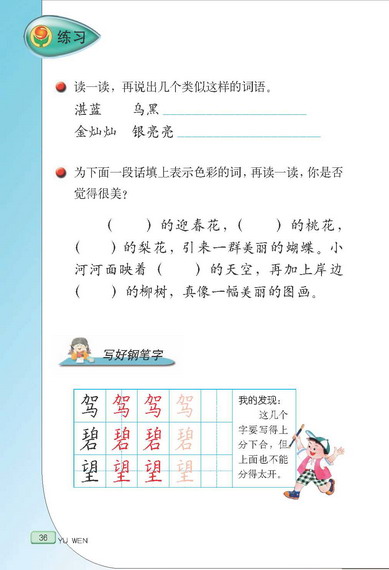 练习
读一读，再说出几个类似这样的词语。
湛蓝 乌黑
金灿灿 银亮亮
为下面一段话填上表示色彩的词，再读一读，你是否
觉得很美？
（ ）的迎春花，（ ）的桃花，
（ ）的梨花，引来一群美丽的蝴蝶。小
河河面映着（ ）的天空，再加上岸边
（ ）的柳树，真像一幅美丽的图画。
写好钢笔字
驾 驾 驾 驾
碧 碧 碧 碧
望 望 望 望
我的发现：
这几个
字要写得上
分下合，但
上面也不能
分得太开。
36
YU WEN